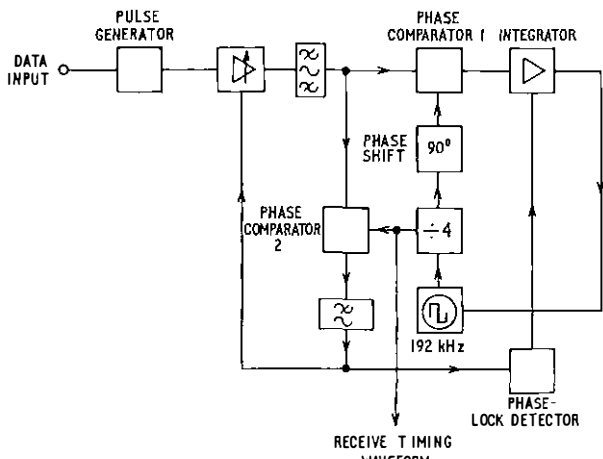 PULSE
GENERATOR
DATA
INPUT
PHASE
COMPARATOR 1
INTEGRATOR
PHASE
SHIFT
90°
PHASE
COMPARATOR
2
÷4
192 kHz
PHASE-
LOCK DETECTOR
RECEIVE TIMING